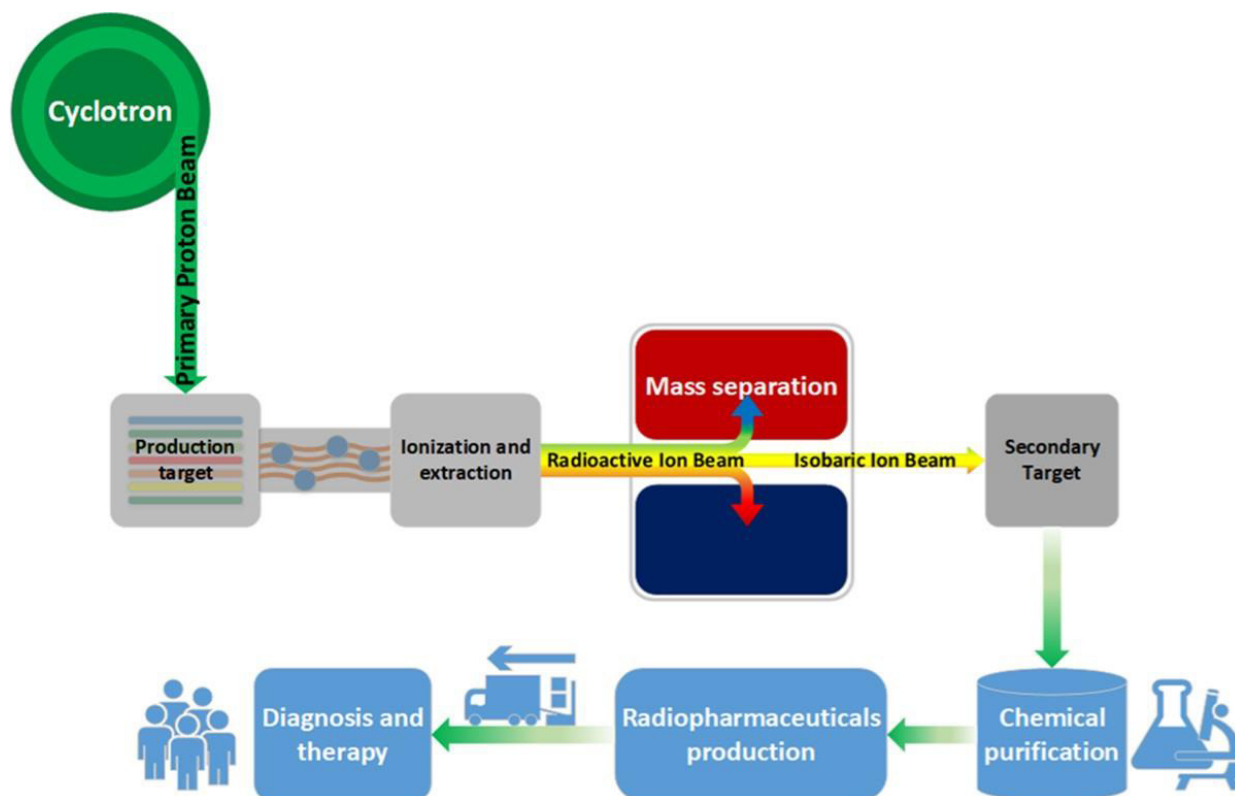 Cyclotron
Primary Proton Beam
Production
target
Ionization and
extraction
Mass separation
Radioactive Ion Beam
Isobaric Ion Beam
Secondary
Target
Diagnosis and
therapy
Radiopharmaceuticals
production
Chemical
purification